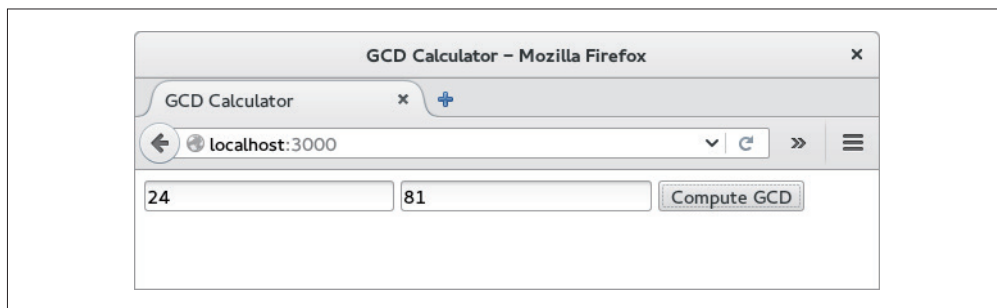 GCD Calculator – Mozilla Firefox
GCD Calculator
localhost:3000
24 81 Compute GCD